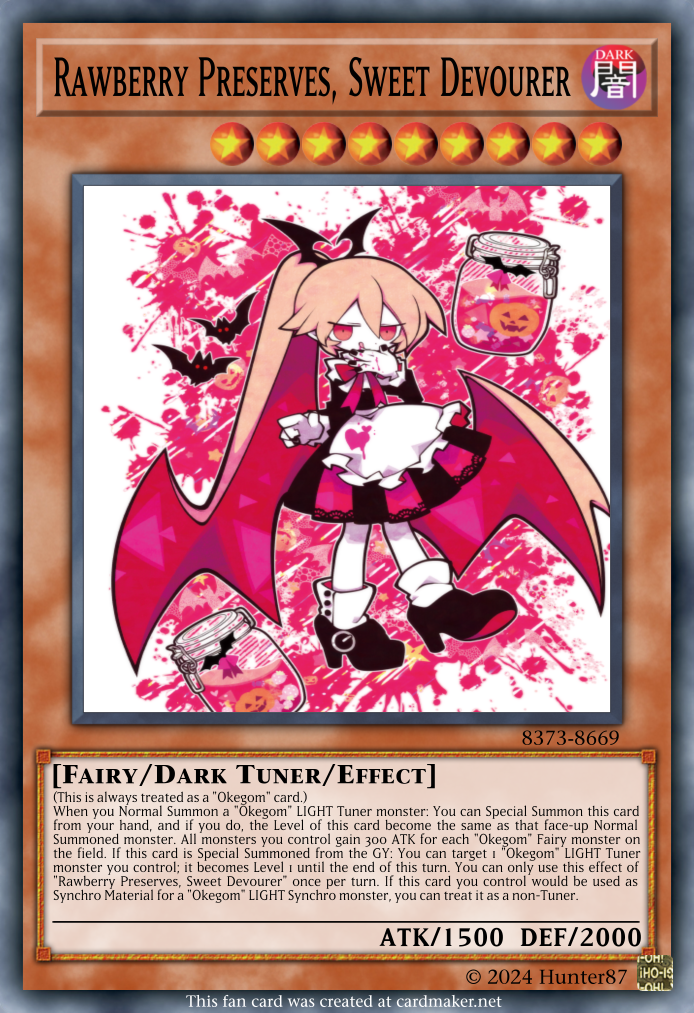 Rawberry Preserves, Sweet Devourer
DARK
闇
8373-8669
[Fairy/Dark Tuner/Effect]
(This is always treated as a "Okegom" card.)
When you Normal Summon a "Okegom" LIGHT Tuner monster: You can Special Summon this card
from your hand, and if you do, the Level of this card become the same as that face-up Normal
Summoned monster. All monsters you control gain 300 ATK for each "Okegom" Fairy monster on
the field. If this card is Special Summoned from the GY: You can target 1 "Okegom" LIGHT Tuner
monster you control; it becomes Level 1 until the end of this turn. You can only use this effect of
"Rawberry Preserves, Sweet Devourer" once per turn. If this card you control would be used as
Synchro Material for a "Okegom" LIGHT Synchro monster, you can treat it as a non-Tuner.
ATK/1500 DEF/2000
© 2024 Hunter87
This fan card was created at cardmaker.net